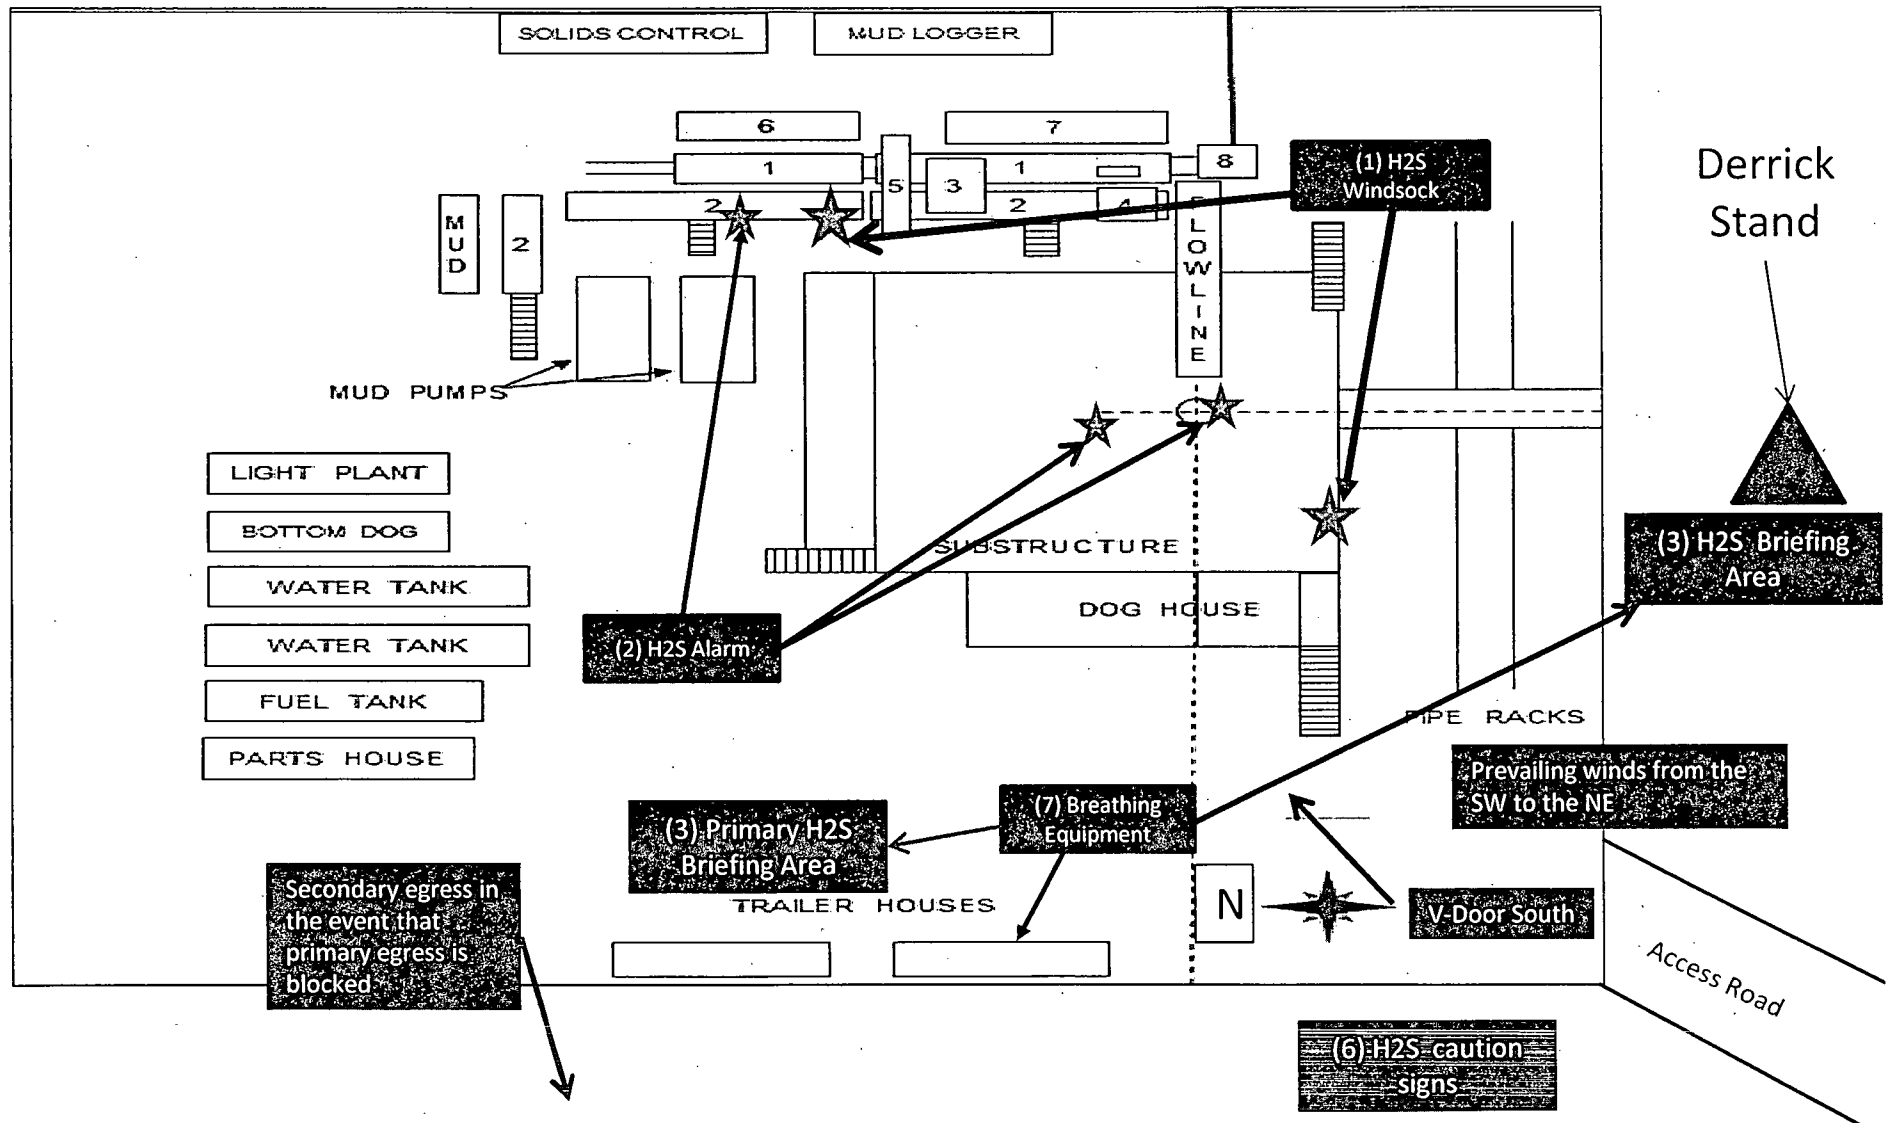 SOLIDS CONTROL
MUD LOGGER
6
7
1
1
8
5
3
2
2
4
MUD
2
FLOWLINE
(1) H2S
Windsock
Derrick
Stand
MUD PUMPS
LIGHT PLANT
BOTTOM DOG
WATER TANK
WATER TANK
FUEL TANK
PARTS HOUSE
SUBSTRUCTURE
DOG HOUSE
(2) H2S Alarm
(3) H2S Briefing
Area
PIPE RACKS
Prevailing winds from the
SW to the NE
(7) Breathing
Equipment
(3) Primary H2S
Briefing Area
TRAILER HOUSES
Secondary egress in
the event that
primary egress is
blocked
N
V-Door South
Access Road
(6) H2S caution
signs